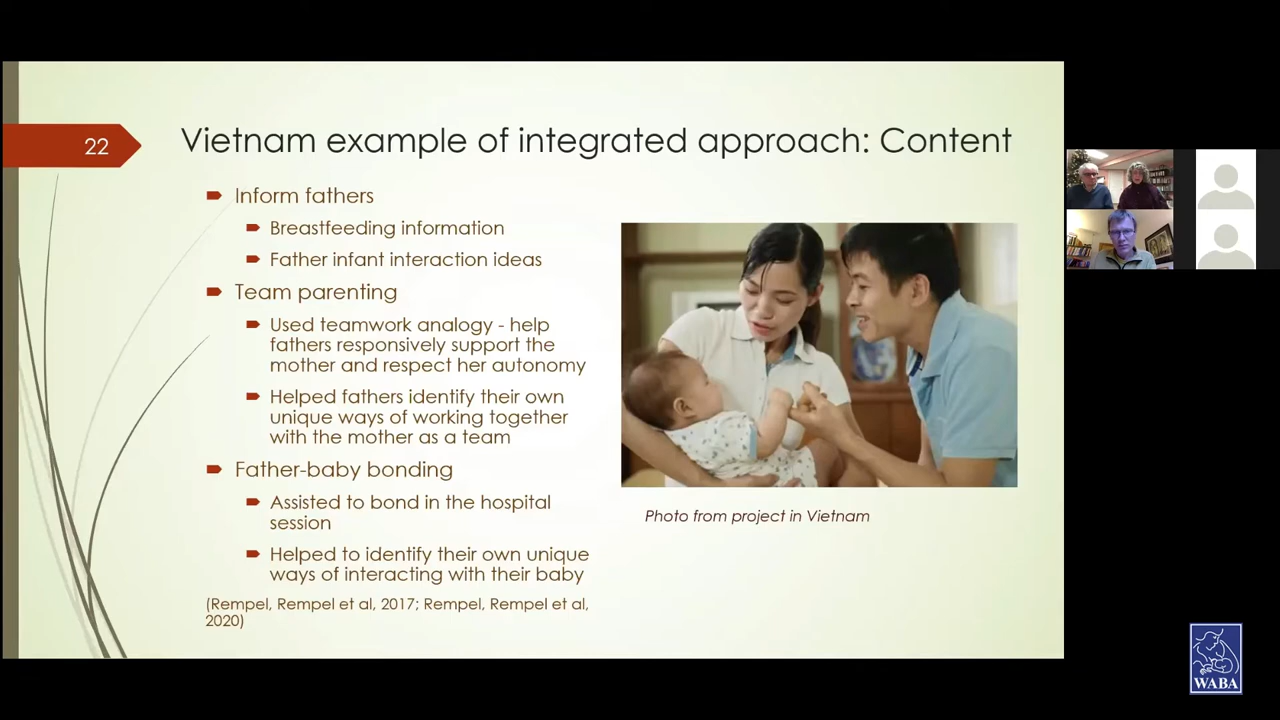 22
Vietnam example of integrated approach: Content
Inform fathers
Breastfeeding information
Father infant interaction ideas
Team parenting
Used teamwork analogy - help
fathers responsively support the
mother and respect her autonomy
Helped fathers identify their own
unique ways of working together
with the mother as a team
Father-baby bonding
Assisted to bond in the hospital
session
Helped to identify their own unique
ways of interacting with their baby
(Rempel, Rempel et al, 2017; Rempel, Rempel et al,
2020)
Photo from project in Vietnam
WABA